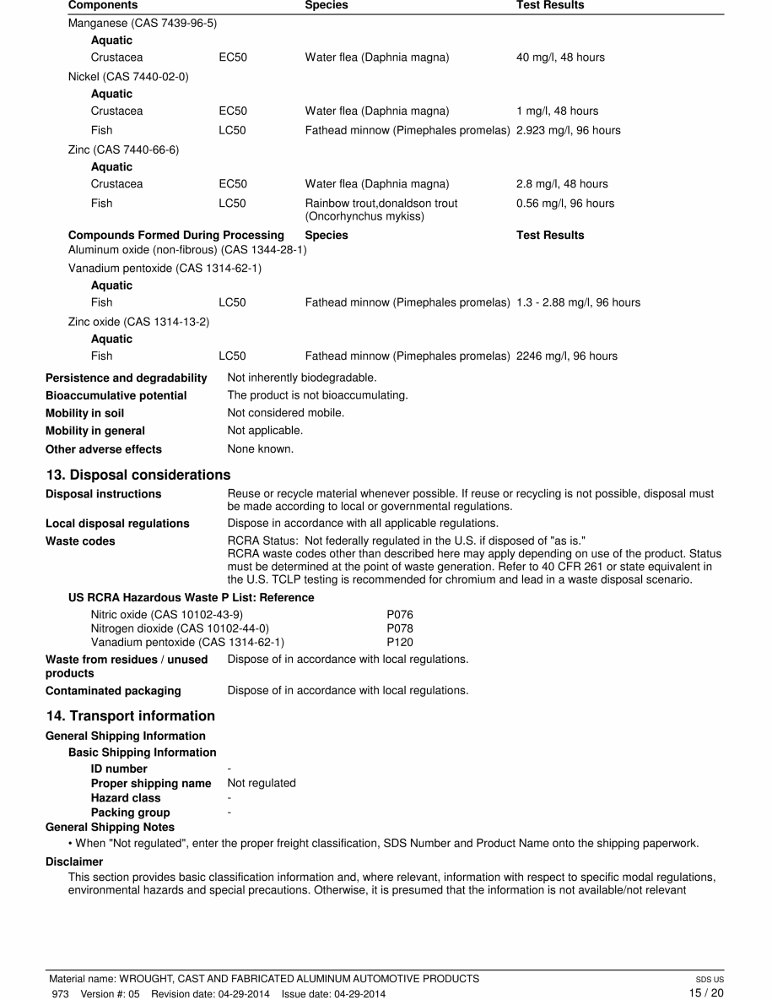 Components Species Test Results
Manganese (CAS 7439-96-5)
Aquatic
Crustacea EC50 Water flea (Daphnia magna) 40 mg/l, 48 hours
Nickel (CAS 7440-02-0)
Aquatic
Crustacea EC50 Water flea (Daphnia magna) 1 mg/l, 48 hours
Fish LC50 Fathead minnow (Pimephales promelas) 2.923 mg/l, 96 hours
Zinc (CAS 7440-66-6)
Aquatic
Crustacea EC50 Water flea (Daphnia magna) 2.8 mg/l, 48 hours
Fish LC50 Rainbow trout,donaldson trout 0.56 mg/l, 96 hours
(Oncorhynchus mykiss)
Compounds Formed During Processing Species Test Results
Aluminum oxide (non-fibrous) (CAS 1344-28-1)
Vanadium pentoxide (CAS 1314-62-1)
Aquatic
Fish LC50 Fathead minnow (Pimephales promelas) 1.3 - 2.88 mg/l, 96 hours
Zinc oxide (CAS 1314-13-2)
Aquatic
Fish LC50 Fathead minnow (Pimephales promelas) 2246 mg/l, 96 hours
Persistence and degradability Not inherently biodegradable.
Bioaccumulative potential The product is not bioaccumulating.
Mobility in soil Not considered mobile.
Mobility in general Not applicable.
Other adverse effects None known.
13. Disposal considerations
Disposal instructions Reuse or recycle material whenever possible. If reuse or recycling is not possible, disposal must
be made according to local or governmental regulations.
Local disposal regulations Dispose in accordance with all applicable regulations.
Waste codes RCRA Status: Not federally regulated in the U.S. if disposed of "as is."
RCRA waste codes other than described here may apply depending on use of the product. Status
must be determined at the point of waste generation. Refer to 40 CFR 261 or state equivalent in
the U.S. TCLP testing is recommended for chromium and lead in a waste disposal scenario.
US RCRA Hazardous Waste P List: Reference
Nitric oxide (CAS 10102-43-9) P076
Nitrogen dioxide (CAS 10102-44-0) P078
Vanadium pentoxide (CAS 1314-62-1) P120
Waste from residues / unused Dispose of in accordance with local regulations.
products
Contaminated packaging Dispose of in accordance with local regulations.
14. Transport information
General Shipping Information
Basic Shipping Information
ID number -
Proper shipping name Not regulated
Hazard class -
Packing group -
General Shipping Notes
• When "Not regulated", enter the proper freight classification, SDS Number and Product Name onto the shipping paperwork.
Disclaimer
This section provides basic classification information and, where relevant, information with respect to specific modal regulations,
environmental hazards and special precautions. Otherwise, it is presumed that the information is not available/not relevant
Material name: WROUGHT, CAST AND FABRICATED ALUMINUM AUTOMOTIVE PRODUCTS SDS US
973 Version #: 05 Revision date: 04-29-2014 Issue date: 04-29-2014 15 / 20